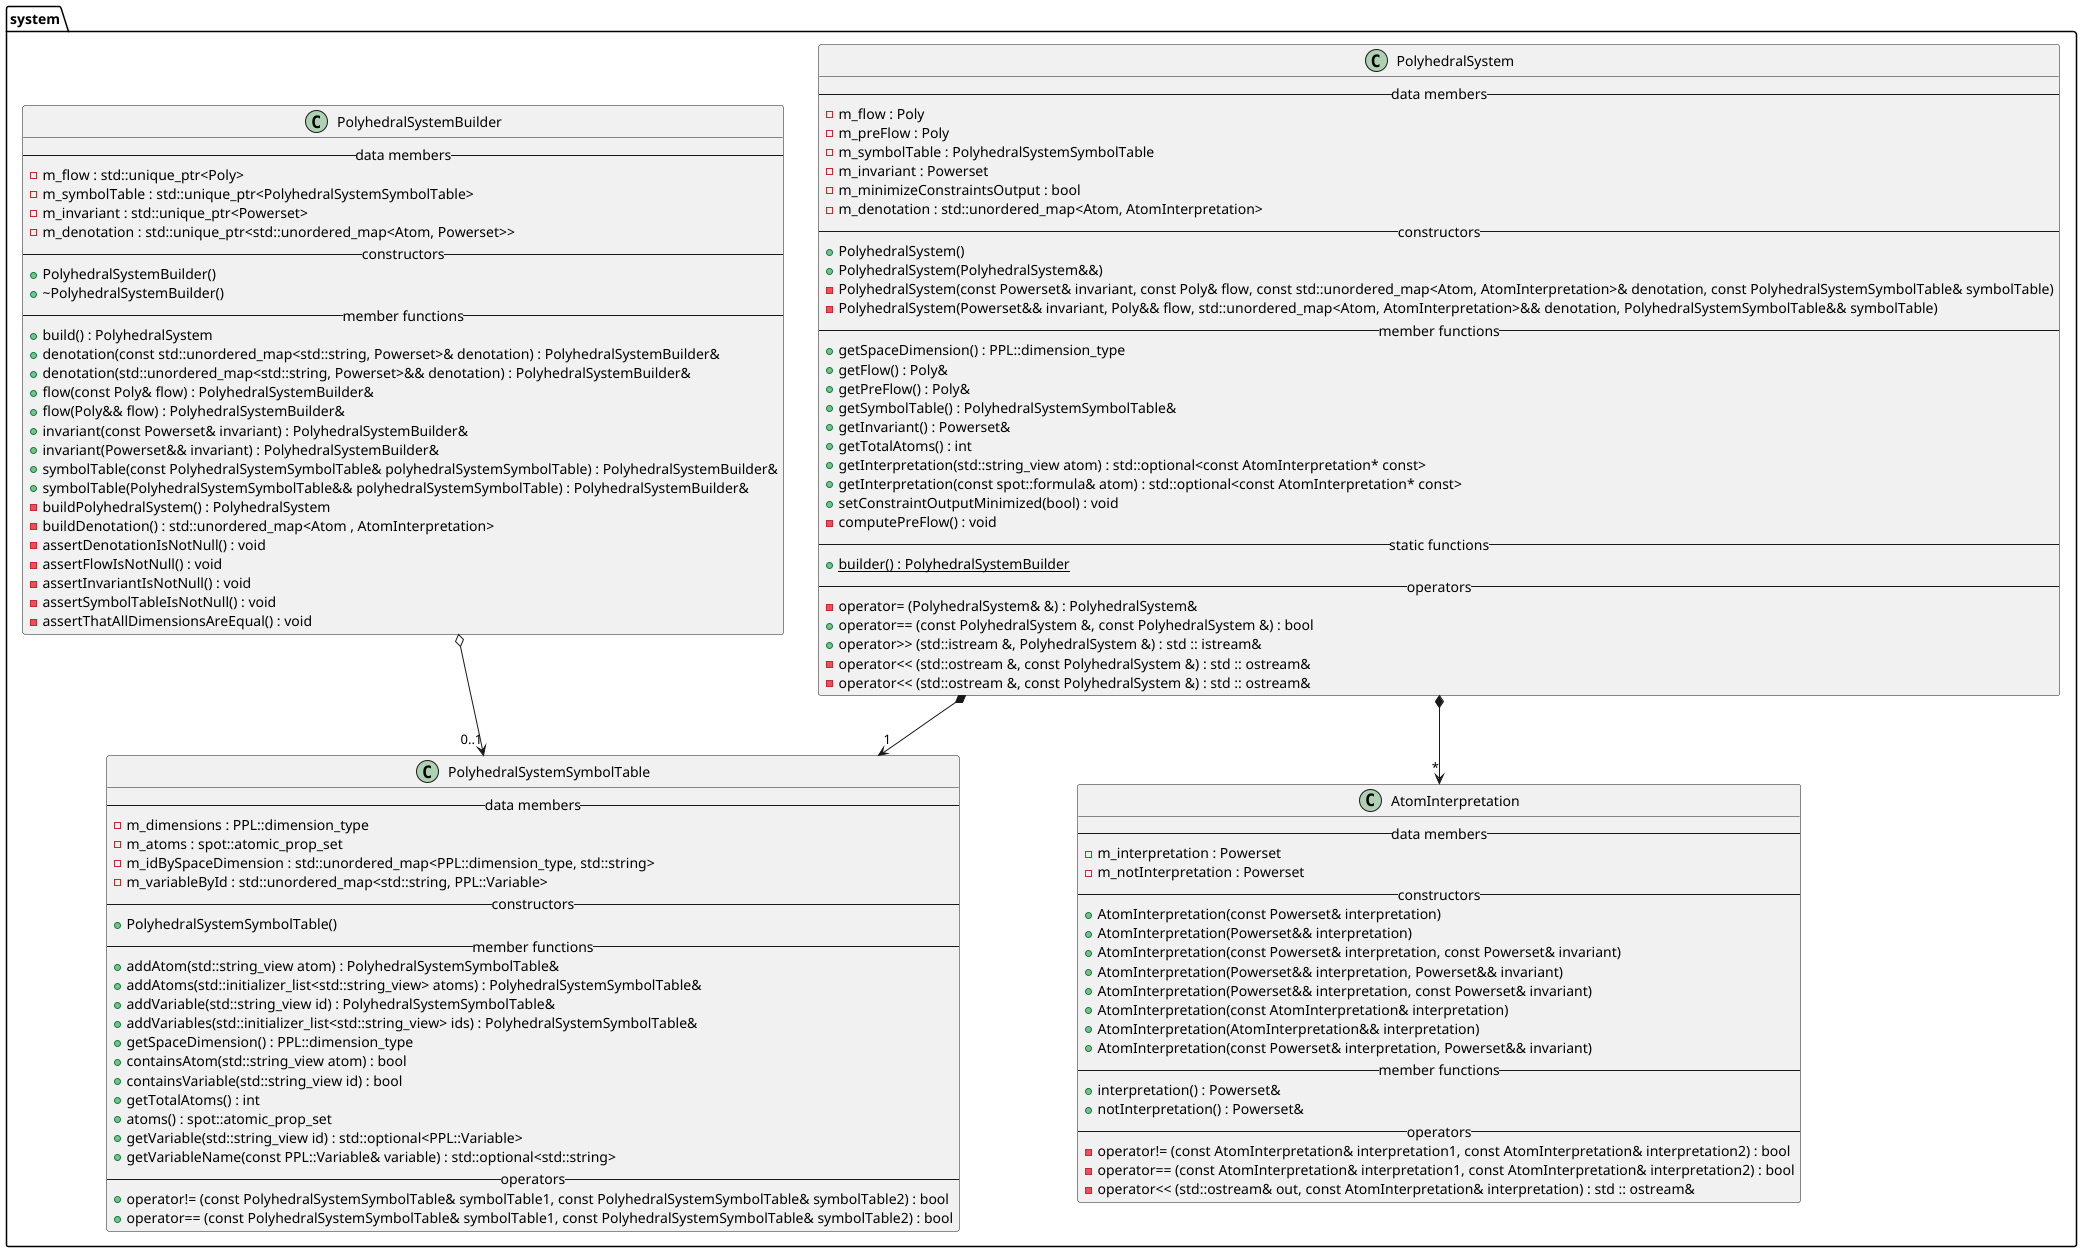 system
PolyhedralSystemBuilder
data members
m_flow : std::unique_ptr<Poly>
m_symbolTable : std::unique_ptr<PolyhedralSystemSymbolTable>
m_invariant : std::unique_ptr<Powerset>
m_denotation : std::unique_ptr<std::unordered_map<Atom, Powerset>>
constructors
PolyhedralSystemBuilder()
~PolyhedralSystemBuilder()
member functions
build() : PolyhedralSystem
denotation(const std::unordered_map<std::string, Powerset>& denotation) : PolyhedralSystemBuilder&
denotation(std::unordered_map<std::string, Powerset>&& denotation) : PolyhedralSystemBuilder&
flow(const Poly& flow) : PolyhedralSystemBuilder&
flow(Poly&& flow) : PolyhedralSystemBuilder&
invariant(const Powerset& invariant) : PolyhedralSystemBuilder&
invariant(Powerset&& invariant) : PolyhedralSystemBuilder&
symbolTable(const PolyhedralSystemSymbolTable& polyhedralSystemSymbolTable) : PolyhedralSystemBuilder&
symbolTable(PolyhedralSystemSymbolTable&& polyhedralSystemSymbolTable) : PolyhedralSystemBuilder&
buildPolyhedralSystem() : PolyhedralSystem
buildDenotation() : std::unordered_map<Atom , AtomInterpretation>
assertDenotationIsNotNull() : void
assertFlowIsNotNull() : void
assertInvariantIsNotNull() : void
assertSymbolTableIsNotNull() : void
assertThatAllDimensionsAreEqual() : void
PolyhedralSystem
data members
m_flow : Poly
m_preFlow : Poly
m_symbolTable : PolyhedralSystemSymbolTable
m_invariant : Powerset
m_minimizeConstraintsOutput : bool
m_denotation : std::unordered_map<Atom, AtomInterpretation>
constructors
PolyhedralSystem()
PolyhedralSystem(PolyhedralSystem&&)
PolyhedralSystem(const Powerset& invariant, const Poly& flow, const std::unordered_map<Atom, AtomInterpretation>& denotation, const PolyhedralSystemSymbolTable& symbolTable)
PolyhedralSystem(Powerset&& invariant, Poly&& flow, std::unordered_map<Atom, AtomInterpretation>&& denotation, PolyhedralSystemSymbolTable&& symbolTable)
member functions
getSpaceDimension() : PPL::dimension_type
getFlow() : Poly&
getPreFlow() : Poly&
getSymbolTable() : PolyhedralSystemSymbolTable&
getInvariant() : Powerset&
getTotalAtoms() : int
getInterpretation(std::string_view atom) : std::optional<const AtomInterpretation* const>
getInterpretation(const spot::formula& atom) : std::optional<const AtomInterpretation* const>
setConstraintOutputMinimized(bool) : void
computePreFlow() : void
static functions
builder() : PolyhedralSystemBuilder
operators
operator= (PolyhedralSystem& &) : PolyhedralSystem&
operator== (const PolyhedralSystem &, const PolyhedralSystem &) : bool
operator>> (std::istream &, PolyhedralSystem &) : std :: istream&
operator<< (std::ostream &, const PolyhedralSystem &) : std :: ostream&
operator<< (std::ostream &, const PolyhedralSystem &) : std :: ostream&
0..1
1
*
PolyhedralSystemSymbolTable
data members
m_dimensions : PPL::dimension_type
m_atoms : spot::atomic_prop_set
m_idBySpaceDimension : std::unordered_map<PPL::dimension_type, std::string>
m_variableById : std::unordered_map<std::string, PPL::Variable>
constructors
PolyhedralSystemSymbolTable()
member functions
addAtom(std::string_view atom) : PolyhedralSystemSymbolTable&
addAtoms(std::initializer_list<std::string_view> atoms) : PolyhedralSystemSymbolTable&
addVariable(std::string_view id) : PolyhedralSystemSymbolTable&
addVariables(std::initializer_list<std::string_view> ids) : PolyhedralSystemSymbolTable&
getSpaceDimension() : PPL::dimension_type
containsAtom(std::string_view atom) : bool
containsVariable(std::string_view id) : bool
getTotalAtoms() : int
atoms() : spot::atomic_prop_set
getVariable(std::string_view id) : std::optional<PPL::Variable>
getVariableName(const PPL::Variable& variable) : std::optional<std::string>
operators
operator!= (const PolyhedralSystemSymbolTable& symbolTable1, const PolyhedralSystemSymbolTable& symbolTable2) : bool
operator== (const PolyhedralSystemSymbolTable& symbolTable1, const PolyhedralSystemSymbolTable& symbolTable2) : bool
AtomInterpretation
data members
m_interpretation : Powerset
m_notInterpretation : Powerset
constructors
AtomInterpretation(const Powerset& interpretation)
AtomInterpretation(Powerset&& interpretation)
AtomInterpretation(const Powerset& interpretation, const Powerset& invariant)
AtomInterpretation(Powerset&& interpretation, Powerset&& invariant)
AtomInterpretation(Powerset&& interpretation, const Powerset& invariant)
AtomInterpretation(const AtomInterpretation& interpretation)
AtomInterpretation(AtomInterpretation&& interpretation)
AtomInterpretation(const Powerset& interpretation, Powerset&& invariant)
member functions
interpretation() : Powerset&
notInterpretation() : Powerset&
operators
operator!= (const AtomInterpretation& interpretation1, const AtomInterpretation& interpretation2) : bool
operator== (const AtomInterpretation& interpretation1, const AtomInterpretation& interpretation2) : bool
operator<< (std::ostream& out, const AtomInterpretation& interpretation) : std :: ostream&